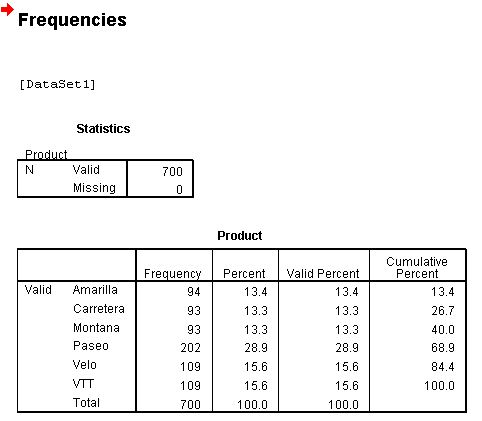 Frequencies
[DataSet1]
Statistics
Product
N Valid 700
Missing 0
Product
Frequency Percent Valid Percent Cumulative Percent
Valid Amarilla 94 13.4 13.4 13.4
Carretera 93 13.3 13.3 26.7
Montana 93 13.3 13.3 40.0
Paseo 202 28.9 28.9 68.9
Velo 109 15.6 15.6 84.4
VTT 109 15.6 15.6 100.0
Total 700 100.0 100.0